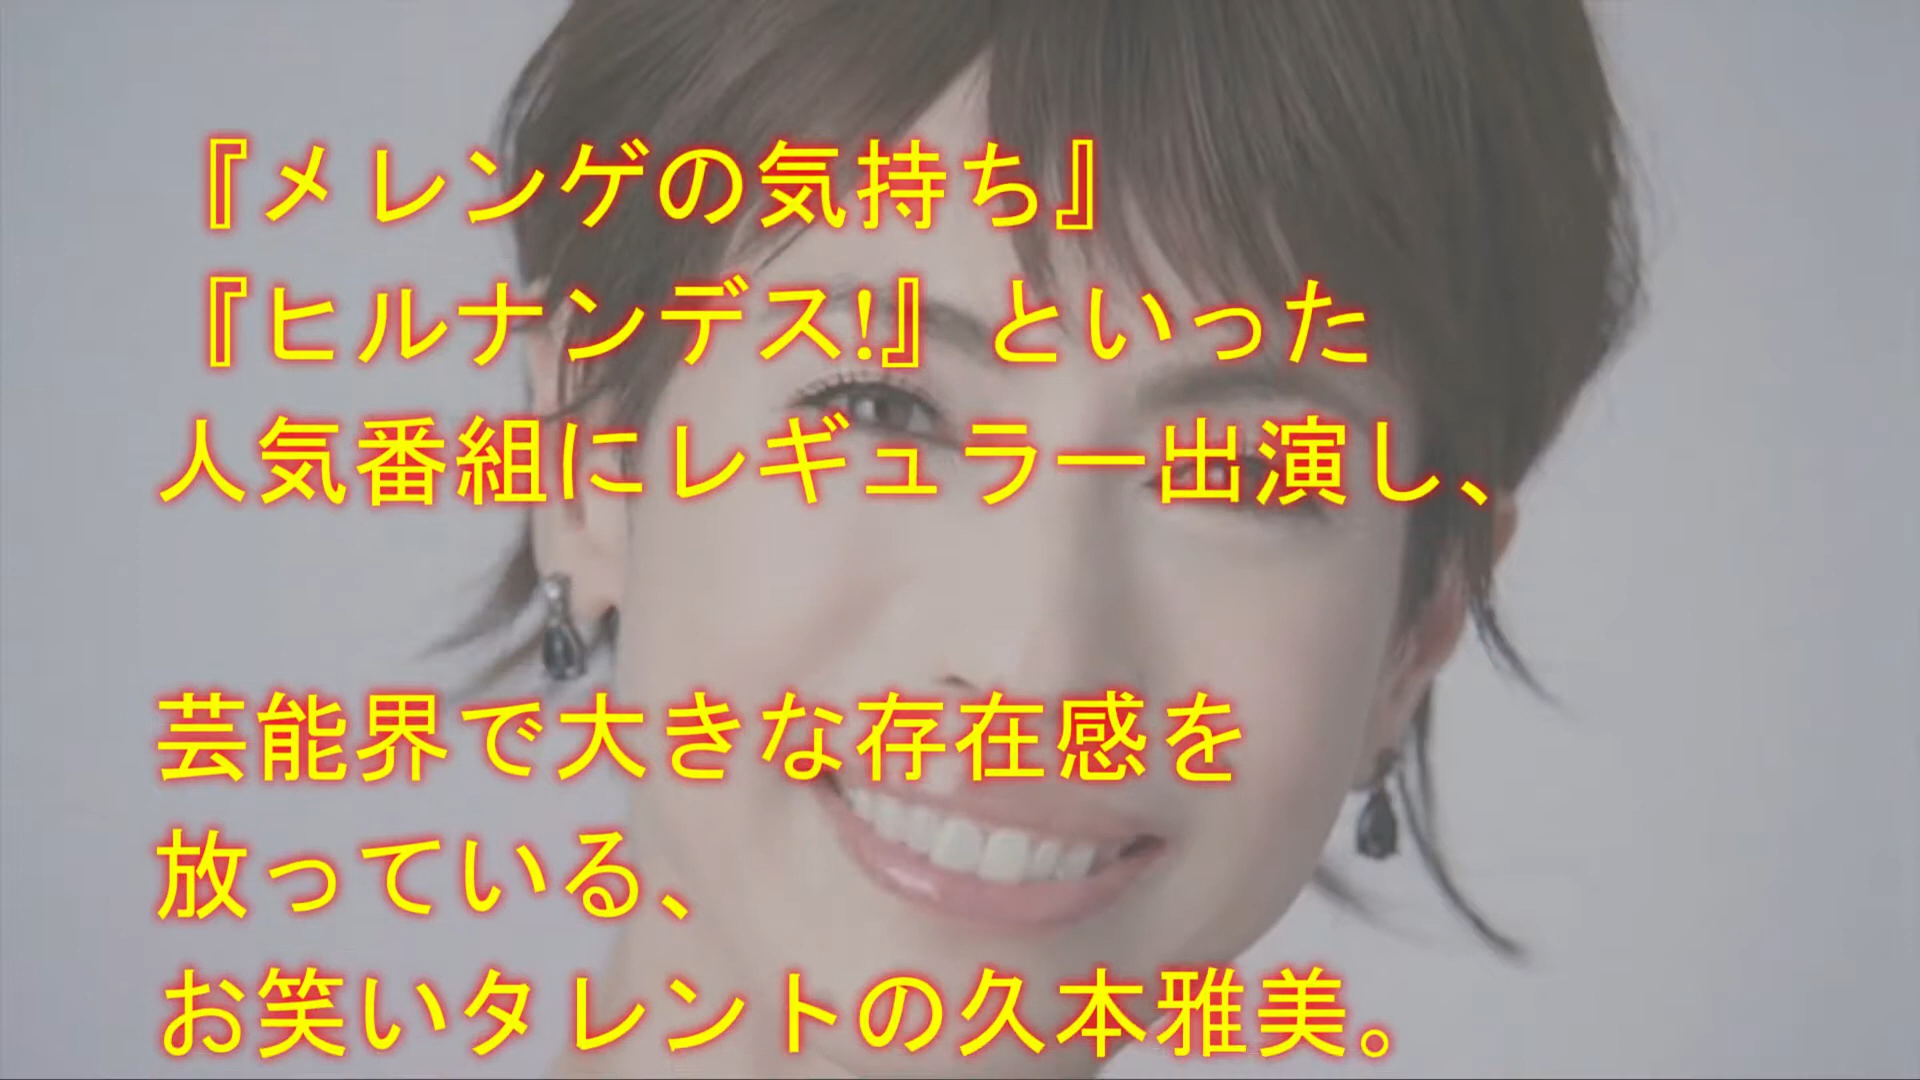 『メレンゲの気持ち』
『ヒルナンデス!』といった
人気番組にレギュラー出演し、
芸能界で大きな存在感を
放っている、
お笑いタレントの久本雅美。